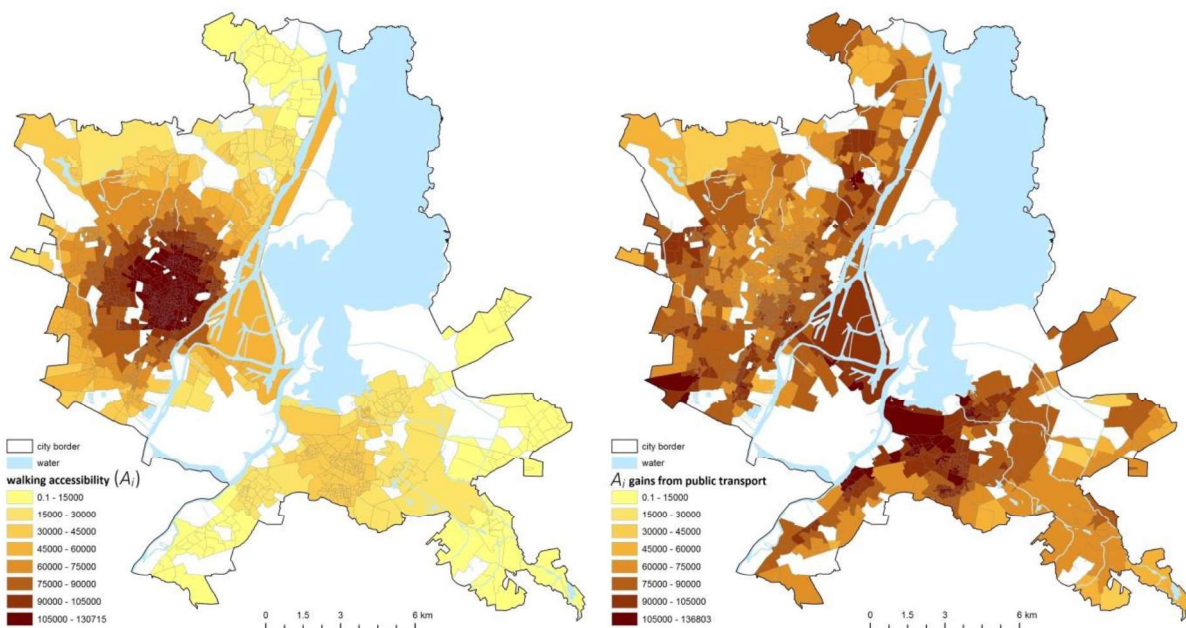 city border
water
walking accessibility (Ai)
0.1 - 15000
15000 - 30000
30000 - 45000
45000 - 60000
60000 - 75000
75000 - 90000
90000 - 105000
105000 - 130715
0 1.5 3 6 km
city border
water
Ai gains from public transport
0.1 - 15000
15000 - 30000
30000 - 45000
45000 - 60000
60000 - 75000
75000 - 90000
90000 - 105000
105000 - 136803
0 1.5 3 6 km